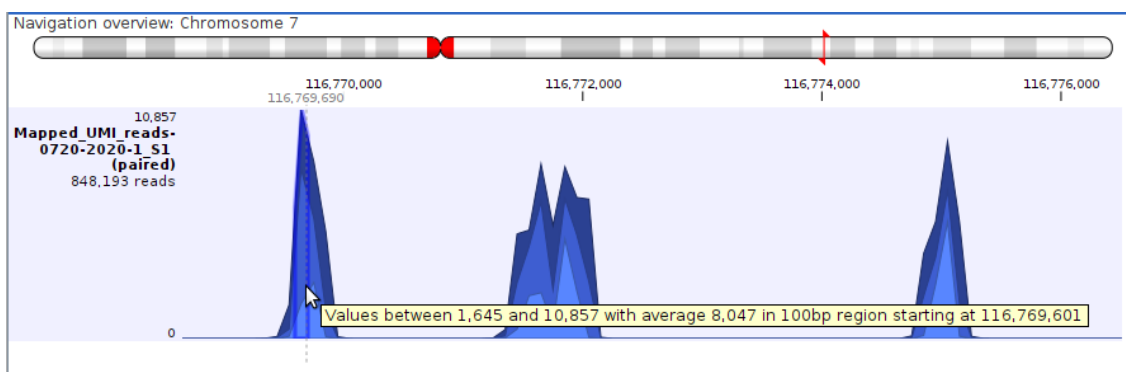 Navigation overview: Chromosome 7
116,770,000 116,772,000 116,774,000 116,776,000
116,769,690
10,857
Mapped_UMI_reads-
0720-2020-1_S1
(paired)
848,193 reads
Values between 1,645 and 10,857 with average 8,047 in 100bp region starting at 116,769,601
0